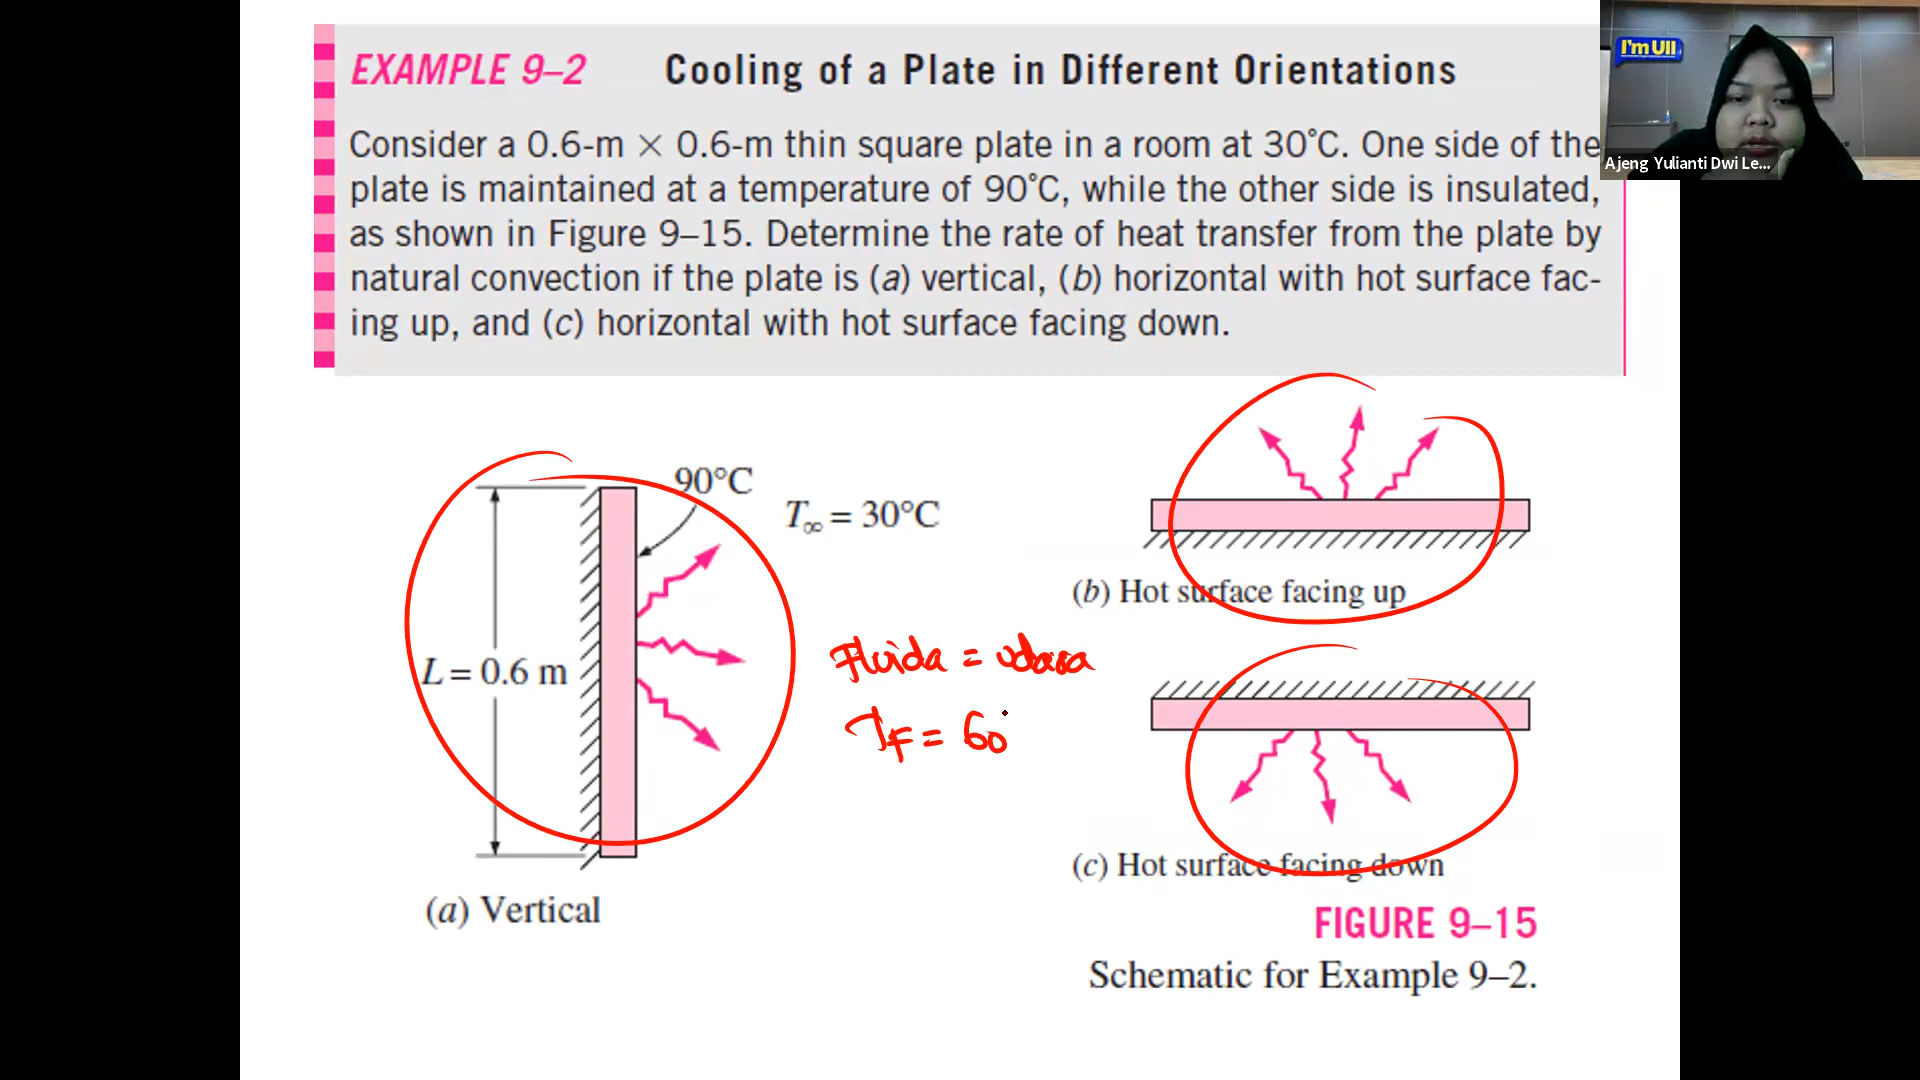 EXAMPLE 9–2 Cooling of a Plate in Different Orientations
Consider a 0.6-m × 0.6-m thin square plate in a room at 30°C. One side of the
plate is maintained at a temperature of 90°C, while the other side is insulated,
as shown in Figure 9–15. Determine the rate of heat transfer from the plate by
natural convection if the plate is (a) vertical, (b) horizontal with hot surface fac-
ing up, and (c) horizontal with hot surface facing down.
I'm UII
Ajeng Yulianti Dwi Le...
90°C
T∞ = 30°C
L = 0.6 m
(a) Vertical
Fluida = udara
TF = 60
(b) Hot surface facing up
(c) Hot surface facing down
FIGURE 9–15
Schematic for Example 9–2.